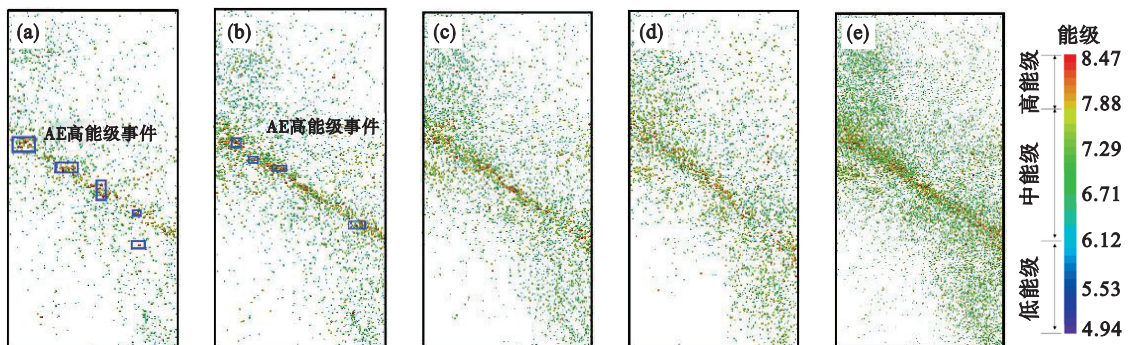 (a)
AE高能级事件
(b)
AE高能级事件
(c)
(d)
(e)
能级
8.47
7.88
7.29
6.71
6.12
5.53
4.94
高能级
中能级
低能级